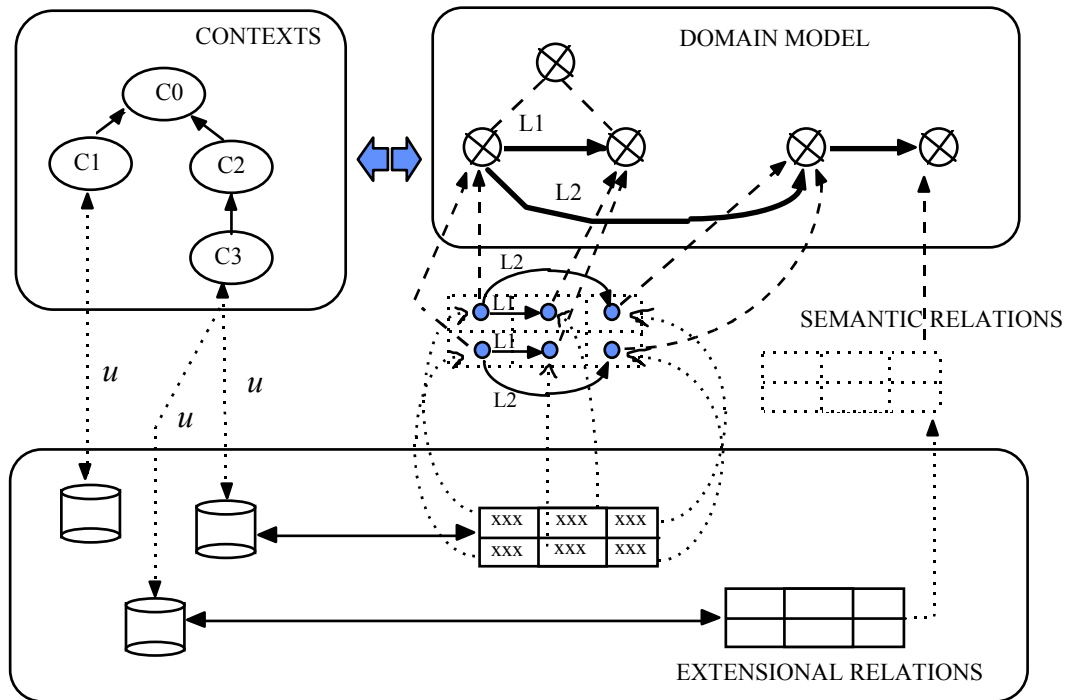 CONTEXTS
C0
C1
C2
C3
DOMAIN MODEL
L1
L2
L2
L1
L1
L2
SEMANTIC RELATIONS
u
u
u
xxx xxx xxx
xxx xxx xxx
EXTENSIONAL RELATIONS